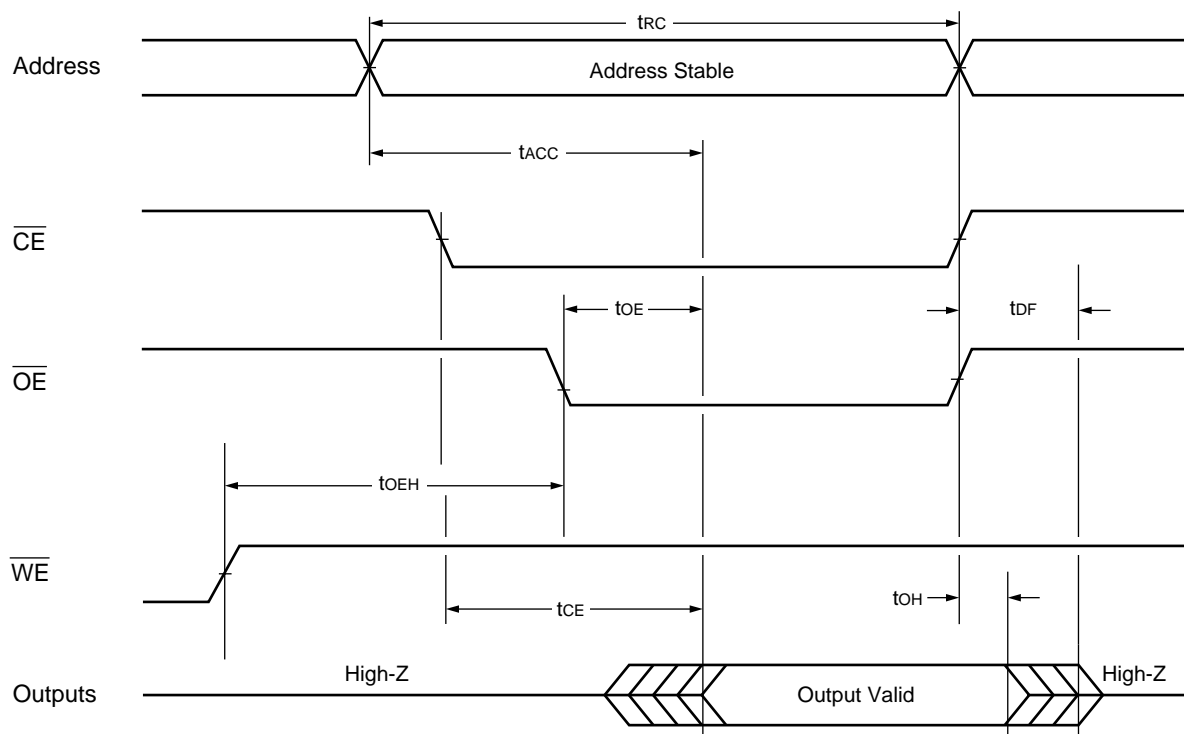 tRC
Address
Address Stable
tACC
CE
tOE
tDF
OE
tOEH
WE
tOH
tCE
High-Z
High-Z
Outputs
Output Valid